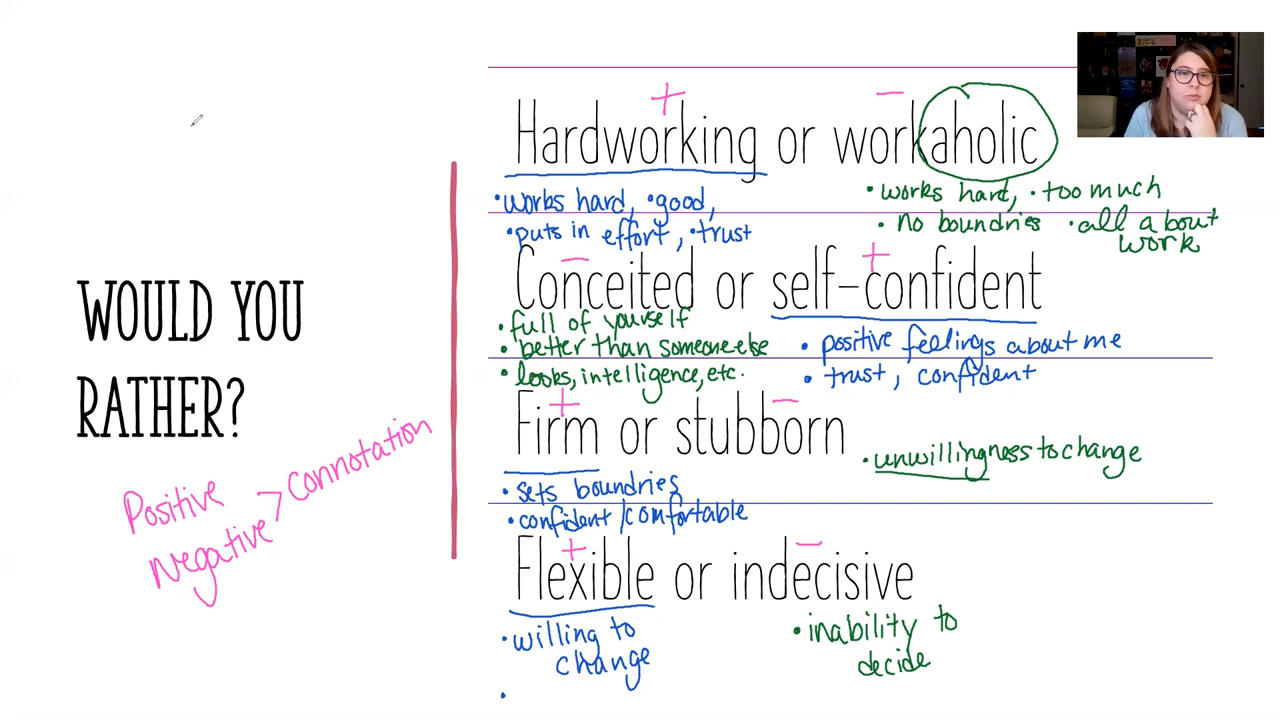 WOULD YOU
RATHER?
Positive
Negative > Connotation
+ −
Hardworking or workaholic
• works hard, • good,
• puts in effort, • trust
• works hard, • too much
• no boundries • all about
work
− +
Conceited or self-confident
• full of yourself
• better than someone else
• looks, intelligence, etc.
• positive feelings about me
• trust, confident
+ −
Firm or stubborn
• sets boundries
• confident/comfortable
• unwillingness to change
+ −
Flexible or indecisive
• willing to
change
•
• inability to
decide